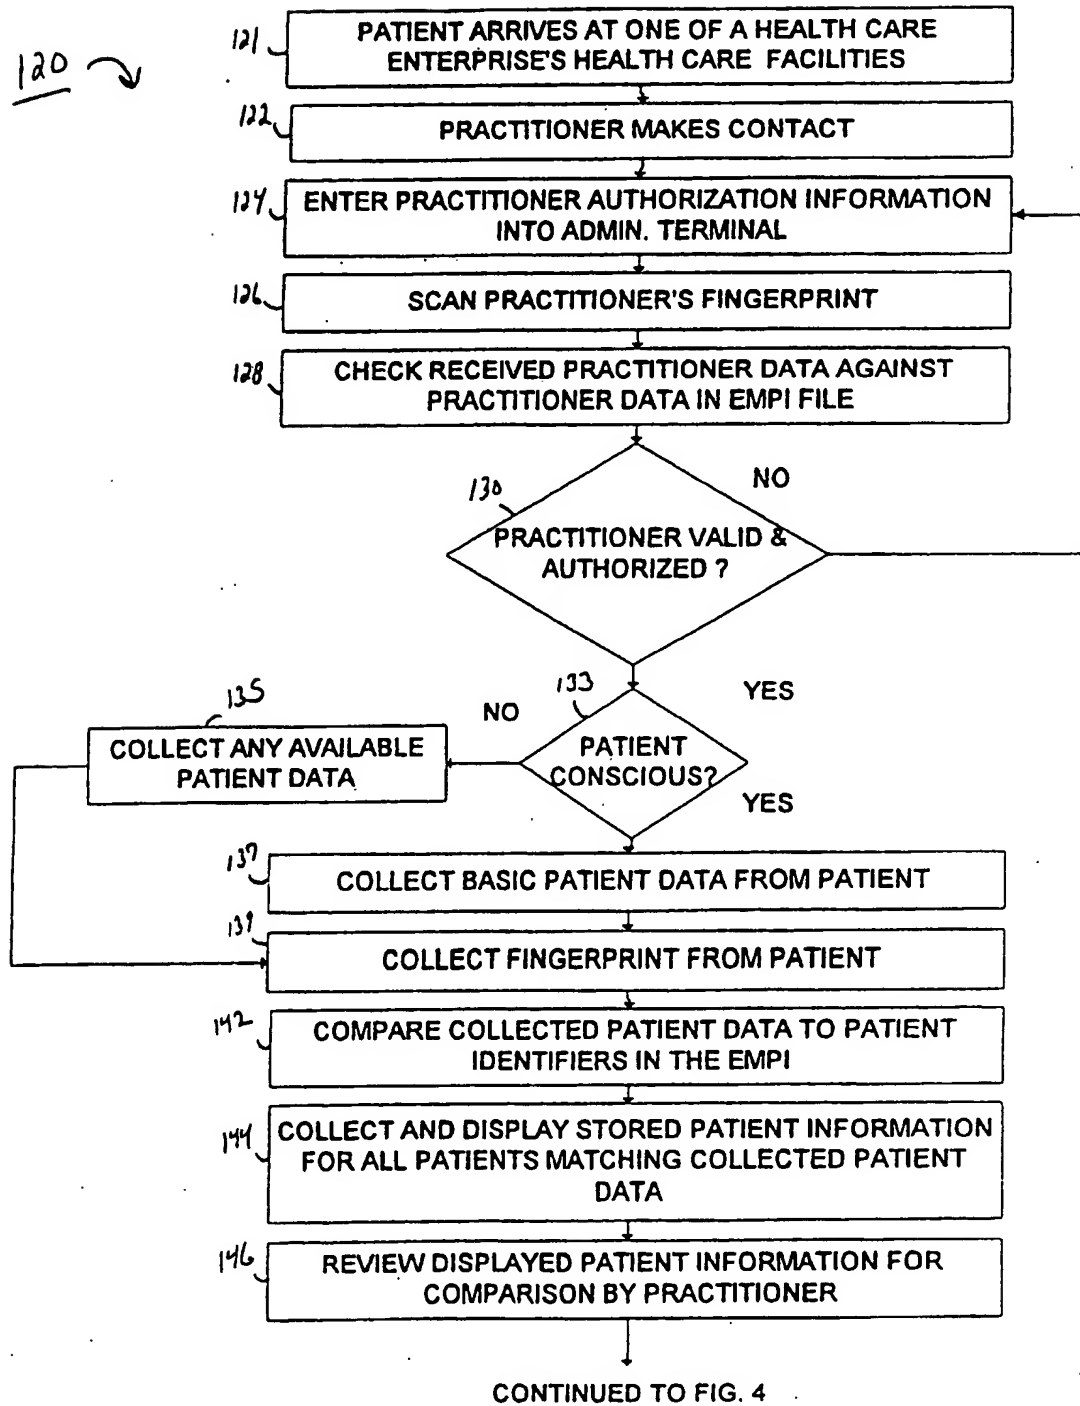 120
121
PATIENT ARRIVES AT ONE OF A HEALTH CARE
ENTERPRISE'S HEALTH CARE FACILITIES
122
PRACTITIONER MAKES CONTACT
124
ENTER PRACTITIONER AUTHORIZATION INFORMATION
INTO ADMIN. TERMINAL
126
SCAN PRACTITIONER'S FINGERPRINT
128
CHECK RECEIVED PRACTITIONER DATA AGAINST
PRACTITIONER DATA IN EMPI FILE
130
NO
PRACTITIONER VALID &
AUTHORIZED ?
YES
133
NO
135
COLLECT ANY AVAILABLE
PATIENT DATA
PATIENT
CONSCIOUS?
YES
137
COLLECT BASIC PATIENT DATA FROM PATIENT
139
COLLECT FINGERPRINT FROM PATIENT
142
COMPARE COLLECTED PATIENT DATA TO PATIENT
IDENTIFIERS IN THE EMPI
144
COLLECT AND DISPLAY STORED PATIENT INFORMATION
FOR ALL PATIENTS MATCHING COLLECTED PATIENT
DATA
146
REVIEW DISPLAYED PATIENT INFORMATION FOR
COMPARISON BY PRACTITIONER
CONTINUED TO FIG. 4